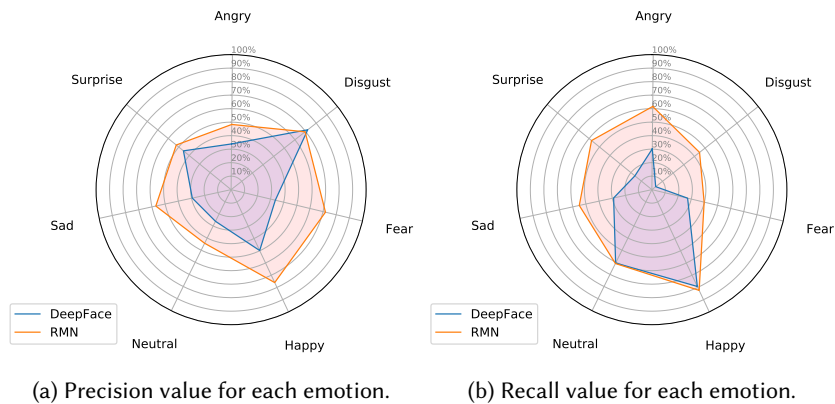 Angry
Surprise
Disgust
100%
90%
80%
70%
60%
50%
40%
30%
20%
10%
Sad
Fear
Neutral
Happy
DeepFace
RMN
(a) Precision value for each emotion.
Angry
Surprise
Disgust
100%
90%
80%
70%
60%
50%
40%
30%
20%
10%
Sad
Fear
Neutral
Happy
DeepFace
RMN
(b) Recall value for each emotion.